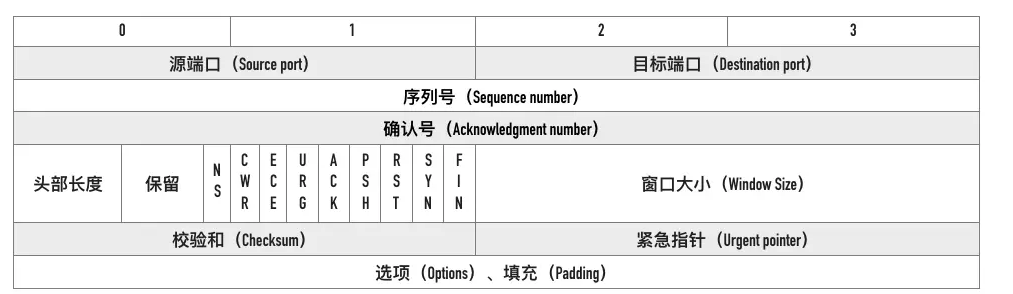 0 1 2 3
源端口（Source port） 目标端口（Destination port）
序列号（Sequence number）
确认号（Acknowledgment number）
头部长度 保留 NS CWR ECE URG ACK PSH RST SYN FIN 窗口大小（Window Size）
校验和（Checksum） 紧急指针（Urgent pointer）
选项（Options）、填充（Padding）